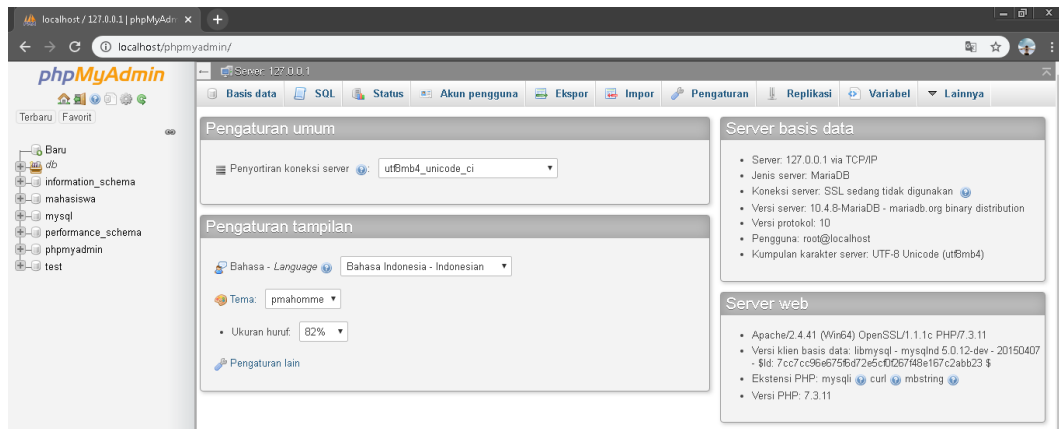 localhost / 127.0.0.1 | phpMyAdm
localhost/phpmyadmin/
phpMyAdmin
Terbaru Favorit
Baru
db
information_schema
mahasiswa
mysql
performance_schema
phpmyadmin
test
Server: 127.0.0.1
Basis data SQL Status Akun pengguna Ekspor Impor Pengaturan Replikasi Variabel Lainnya
Pengaturan umum
Penyortiran koneksi server : utf8mb4_unicode_ci
Pengaturan tampilan
Bahasa - Language Bahasa Indonesia - Indonesian
Tema: pmahomme
Ukuran huruf: 82%
Pengaturan lain
Server basis data
Server: 127.0.0.1 via TCP/IP
Jenis server: MariaDB
Koneksi server: SSL sedang tidak digunakan
Versi server: 10.4.8-MariaDB - mariadb.org binary distribution
Versi protokol: 10
Pengguna: root@localhost
Kumpulan karakter server: UTF-8 Unicode (utf8mb4)
Server web
Apache/2.4.41 (Win64) OpenSSL/1.1.1c PHP/7.3.11
Versi klien basis data: libmysql - mysqlnd 5.0.12-dev - 20150407
- $Id: 7cc7cc96e675f6d72e5cf0f267f48e167c2abb23 $
Ekstensi PHP: mysqli curl mbstring
Versi PHP: 7.3.11